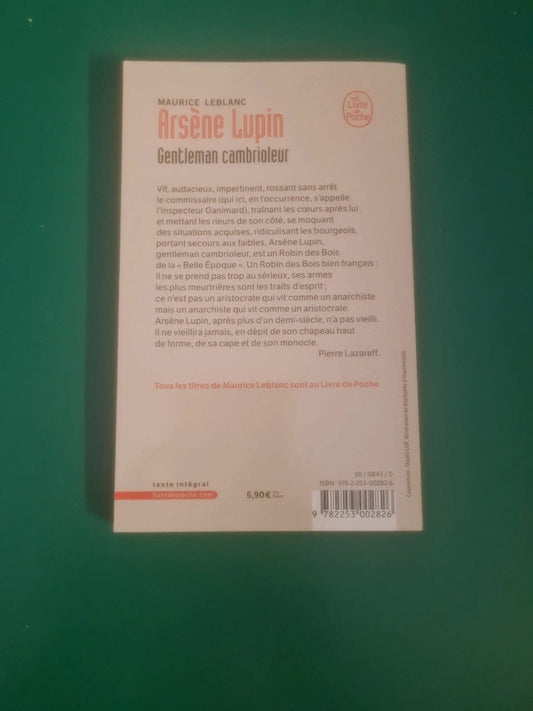 MAURICE LEBLANC
Arsène Lupin
Gentleman cambrioleur
Le Livre de Poche
Vif, audacieux, impertinent, rossant sans arrêt
le commissaire (qui ici, en l'occurrence, s'appelle
l'inspecteur Ganimard), traînant les cœurs après lui
et mettant les rieurs de son côté, se moquant
des situations acquises, ridiculisant les bourgeois,
portant secours aux faibles, Arsène Lupin,
gentleman cambrioleur, est un Robin des Bois
de la « Belle Époque ». Un Robin des Bois bien français :
il ne se prend pas trop au sérieux, ses armes
les plus meurtrières sont les traits d'esprit ;
ce n'est pas un aristocrate qui vit comme un anarchiste
mais un anarchiste qui vit comme un aristocrate.
Arsène Lupin, après plus d'un demi-siècle, n'a pas vieilli.
Il ne vieillira jamais, en dépit de son chapeau haut
de forme, de sa cape et de son monocle.
Pierre Lazareff.
Tous les titres de Maurice Leblanc sont au Livre de Poche.
texte intégral
livredepoche.com
5,90 €
30 / 0843 / 0
ISBN : 978-2-253-00282-6
9 782253 002826